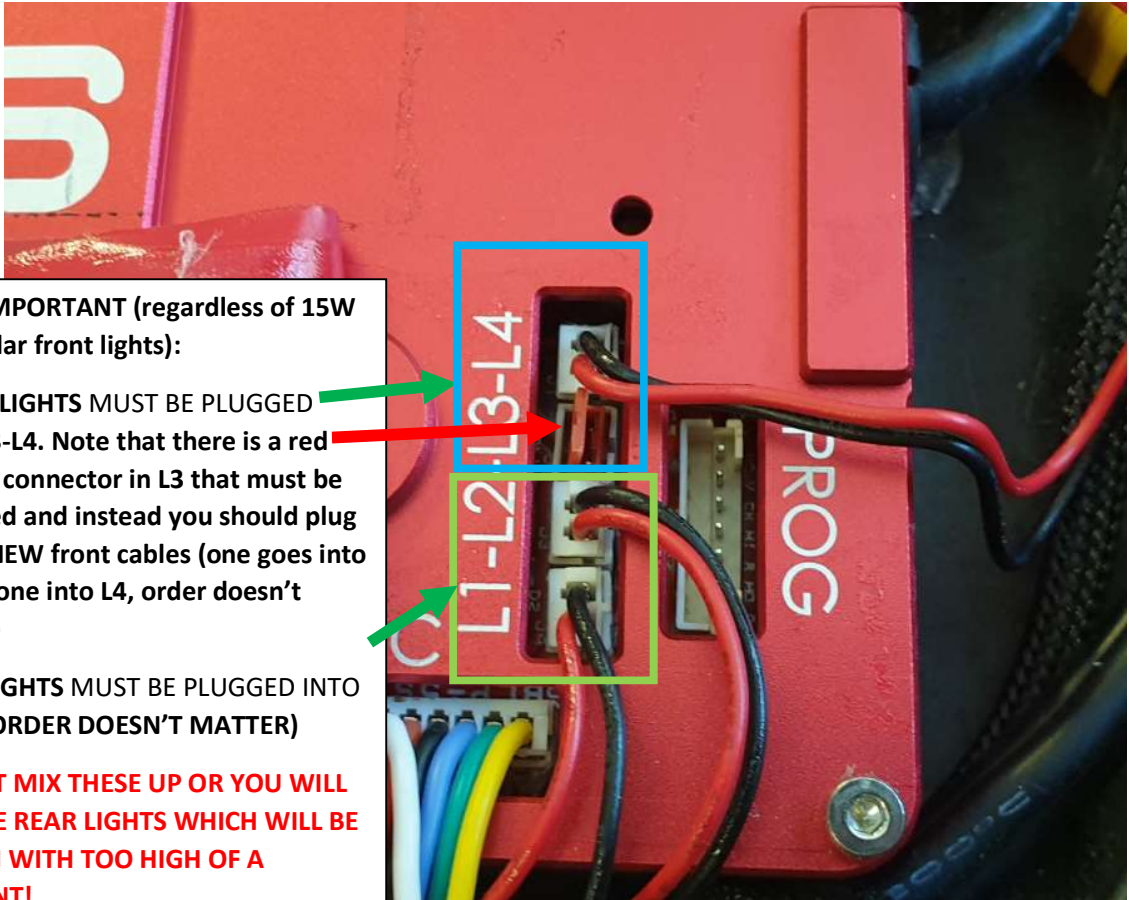 MPORTANT (regardless of 15W
lar front lights):
LIGHTS MUST BE PLUGGED
-L4. Note that there is a red
connector in L3 that must be
ed and instead you should plug
NEW front cables (one goes into
one into L4, order doesn't
IGHTS MUST BE PLUGGED INTO
ORDER DOESN'T MATTER)
T MIX THESE UP OR YOU WILL
E REAR LIGHTS WHICH WILL BE
WITH TOO HIGH OF A
NT!
L1-L2-L3-L4
PROG
C
S